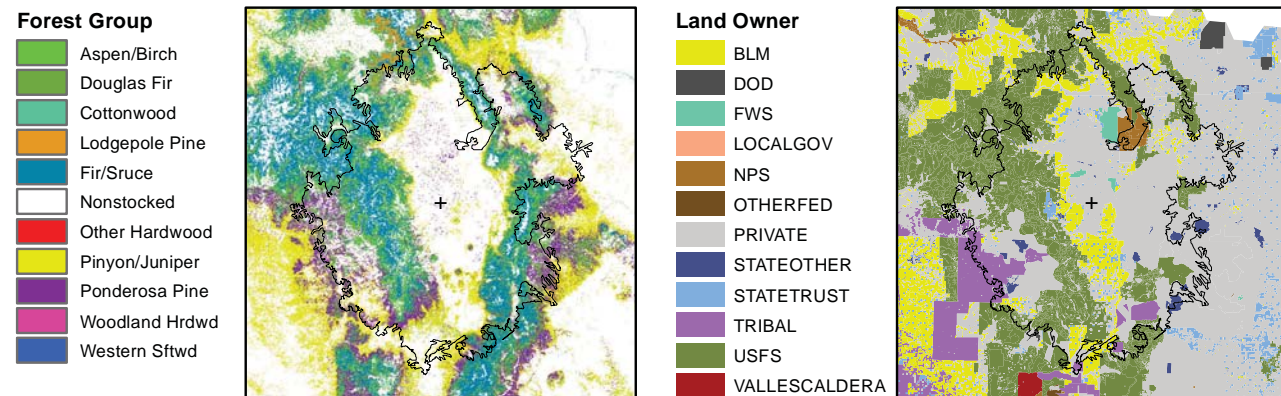 Forest Group
Aspen/Birch
Douglas Fir
Cottonwood
Lodgepole Pine
Fir/Sruce
Nonstocked
Other Hardwood
Pinyon/Juniper
Ponderosa Pine
Woodland Hrdwd
Western Sftwd
Land Owner
BLM
DOD
FWS
LOCALGOV
NPS
OTHERFED
PRIVATE
STATEOTHER
STATETRUST
TRIBAL
USFS
VALLESCALDERA